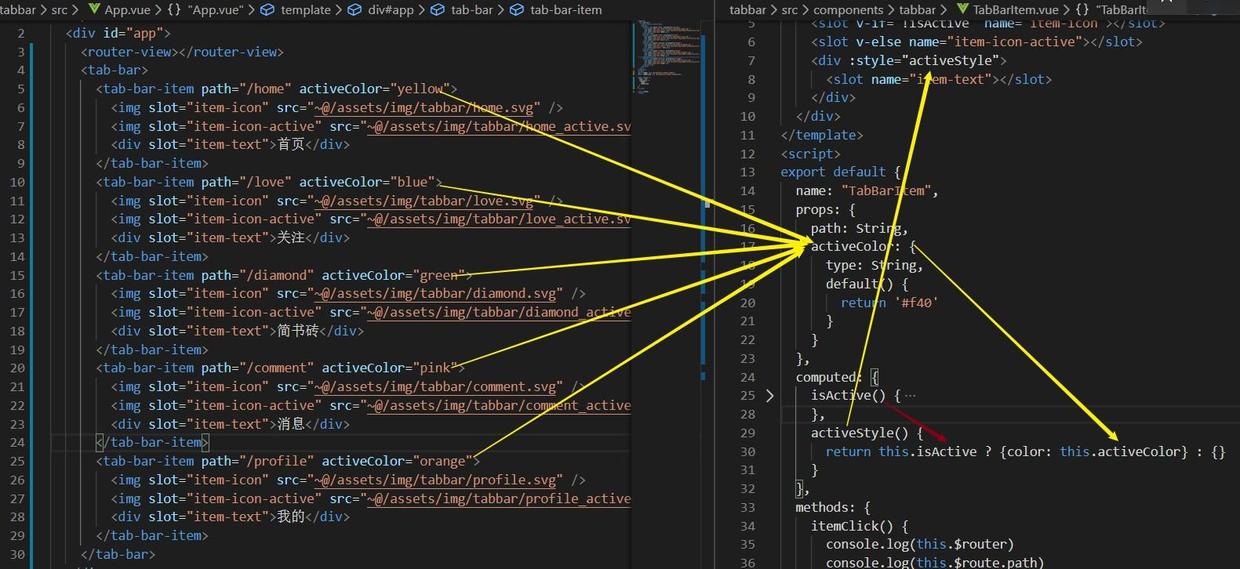 tabbar > src > App.vue > {} "App.vue" > template > div#app > tab-bar > tab-bar-item
2 <div id="app">
3 <router-view></router-view>
4 <tab-bar>
5 <tab-bar-item path="/home" activeColor="yellow">
6 <img slot="item-icon" src="~@/assets/img/tabbar/home.svg" />
7 <img slot="item-icon-active" src="~@/assets/img/tabbar/home_active.sv
8 <div slot="item-text">首页</div>
9 </tab-bar-item>
10 <tab-bar-item path="/love" activeColor="blue">
11 <img slot="item-icon" src="~@/assets/img/tabbar/love.svg" />
12 <img slot="item-icon-active" src="~@/assets/img/tabbar/love_active.sv
13 <div slot="item-text">关注</div>
14 </tab-bar-item>
15 <tab-bar-item path="/diamond" activeColor="green">
16 <img slot="item-icon" src="~@/assets/img/tabbar/diamond.svg" />
17 <img slot="item-icon-active" src="~@/assets/img/tabbar/diamond_active
18 <div slot="item-text">简书砖</div>
19 </tab-bar-item>
20 <tab-bar-item path="/comment" activeColor="pink">
21 <img slot="item-icon" src="~@/assets/img/tabbar/comment.svg" />
22 <img slot="item-icon-active" src="~@/assets/img/tabbar/comment_active
23 <div slot="item-text">消息</div>
24 </tab-bar-item>
25 <tab-bar-item path="/profile" activeColor="orange">
26 <img slot="item-icon" src="~@/assets/img/tabbar/profile.svg" />
27 <img slot="item-icon-active" src="~@/assets/img/tabbar/profile_active
28 <div slot="item-text">我的</div>
29 </tab-bar-item>
30 </tab-bar>
tabbar > src > components > tabbar > TabBarItem.vue > {} "TabBarI
5 <slot v-if="!isActive" name="item-icon"></slot>
6 <slot v-else name="item-icon-active"></slot>
7 <div :style="activeStyle">
8 <slot name="item-text"></slot>
9 </div>
10 </div>
11 </template>
12 <script>
13 export default {
14 name: "TabBarItem",
15 props: {
16 path: String,
17 activeColor: {
18 type: String,
19 default() {
20 return '#f40'
21 }
22 }
23 },
24 computed: {
25 isActive() { ···
28 },
29 activeStyle() {
30 return this.isActive ? {color: this.activeColor} : {}
31 }
32 },
33 methods: {
34 itemClick() {
35 console.log(this.$router)
36 console.log(this.$route.path)